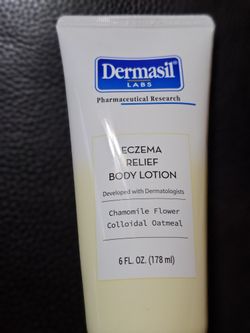 Dermasil®
LABS
Pharmaceutical Research
ECZEMA
RELIEF
BODY LOTION
Developed with Dermatologists
Chamomile Flower
Colloidal Oatmeal
6 FL. OZ. (178 ml)